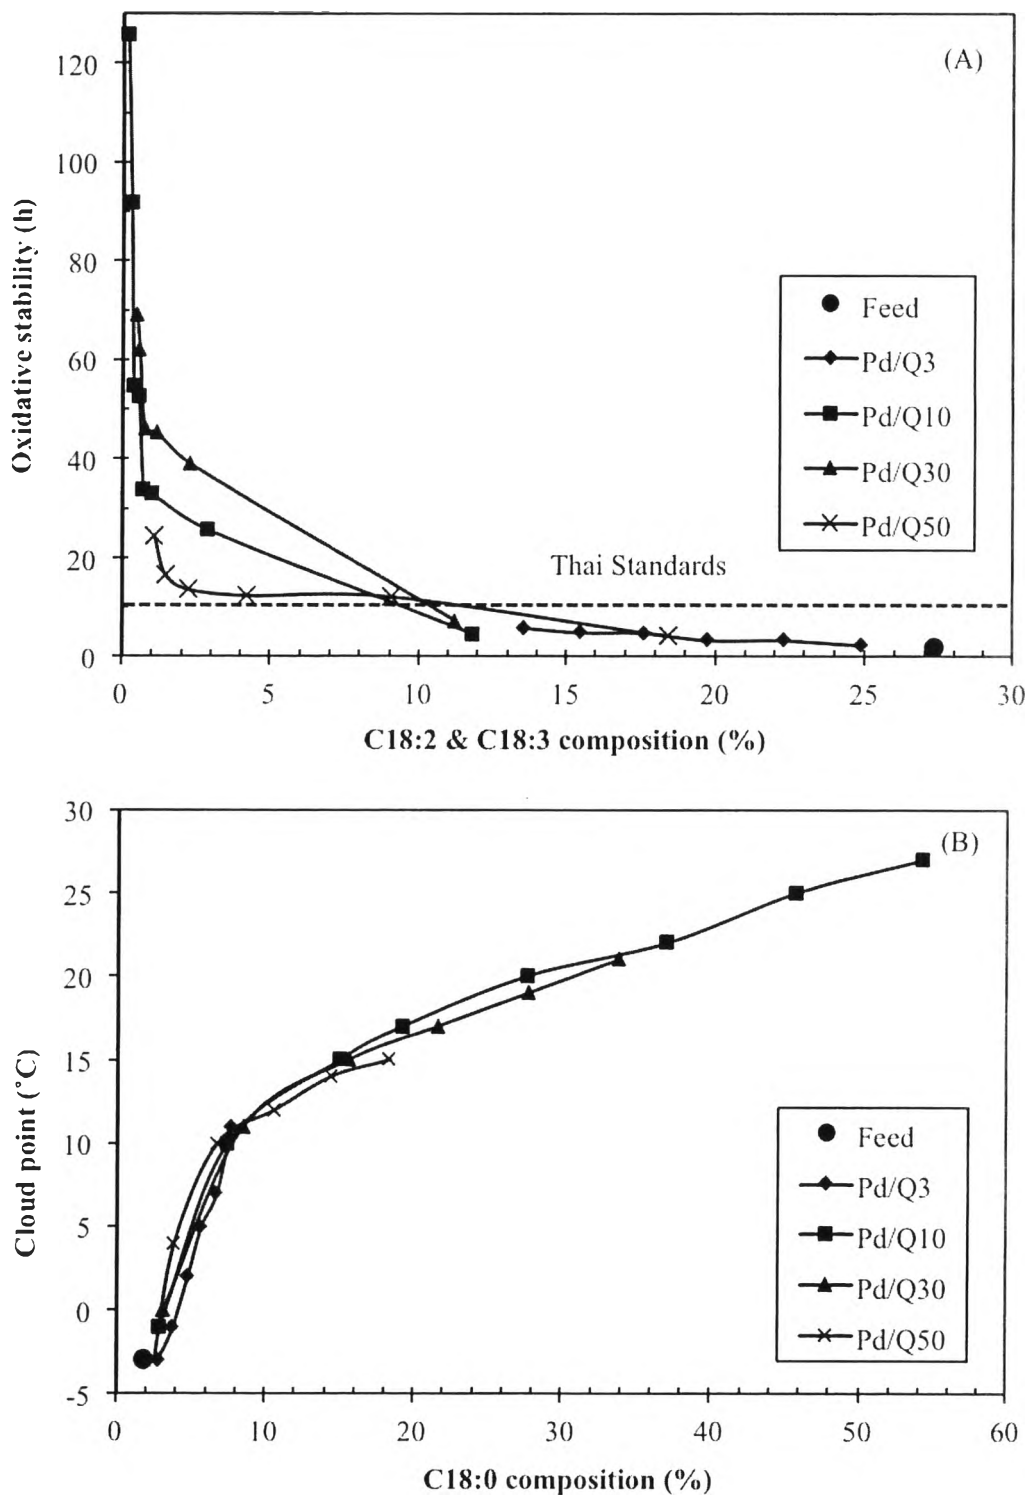 (A)
Oxidative stability (h)
120
100
80
60
40
20
0
Feed
Pd/Q3
Pd/Q10
Pd/Q30
Pd/Q50
Thai Standards
0 5 10 15 20 25 30
C18:2 & C18:3 composition (%)
(B)
Cloud point (˚C)
30
25
20
15
10
5
0
-5
Feed
Pd/Q3
Pd/Q10
Pd/Q30
Pd/Q50
0 10 20 30 40 50 60
C18:0 composition (%)